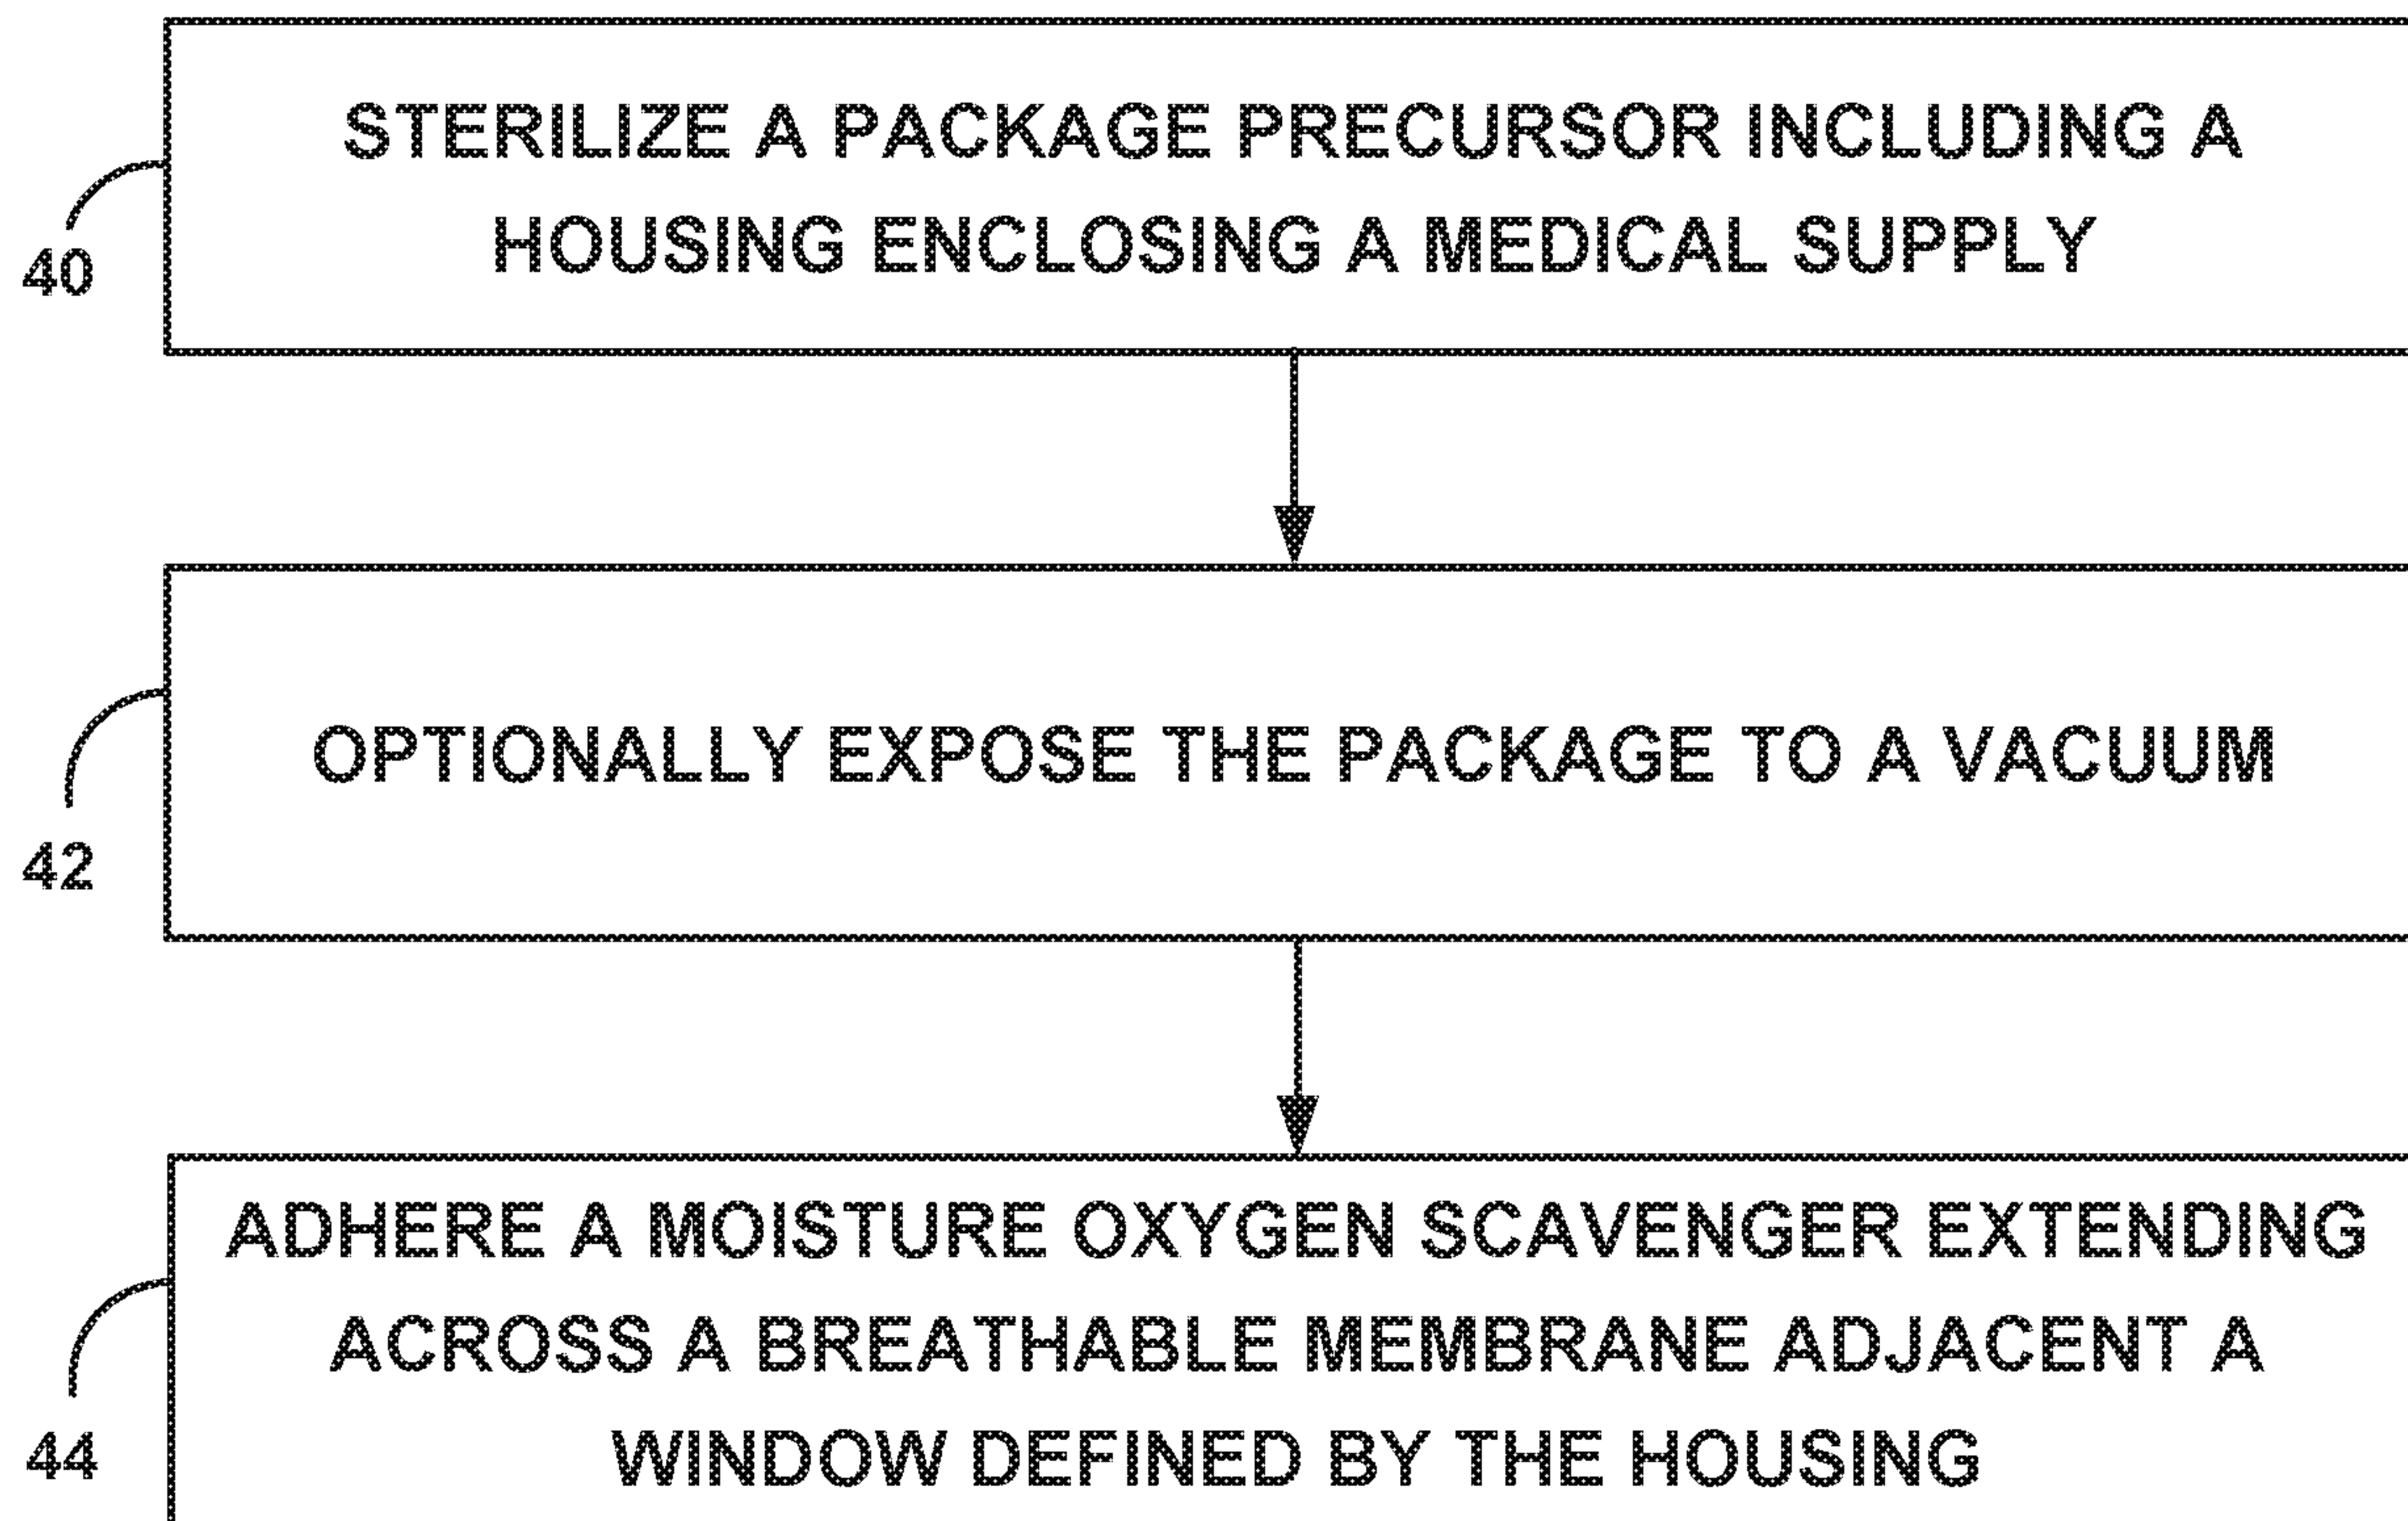 STERILIZE A PACKAGE PRECURSOR INCLUDING A
HOUSING ENCLOSING A MEDICAL SUPPLY
40
OPTIONALLY EXPOSE THE PACKAGE TO A VACUUM
42
ADHERE A MOISTURE OXYGEN SCAVENGER EXTENDING
ACROSS A BREATHABLE MEMBRANE ADJACENT A
WINDOW DEFINED BY THE HOUSING
44